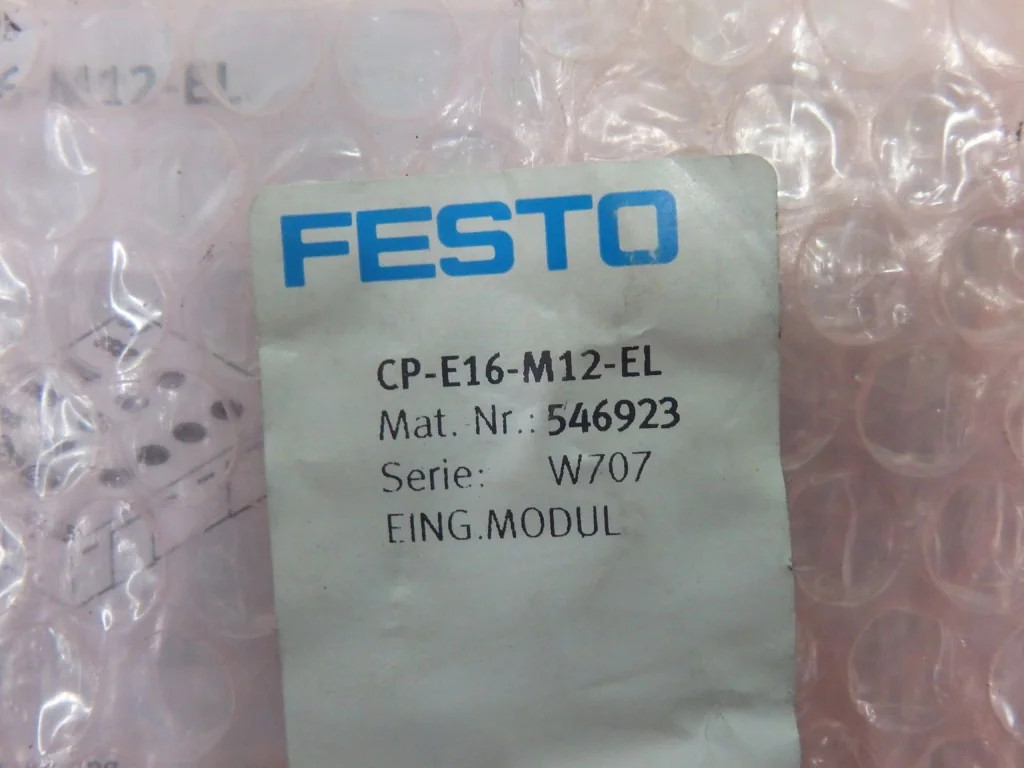 M12-EL
FESTO
CP-E16-M12-EL
Mat. Nr.: 546923
Serie: W707
EING.MODUL